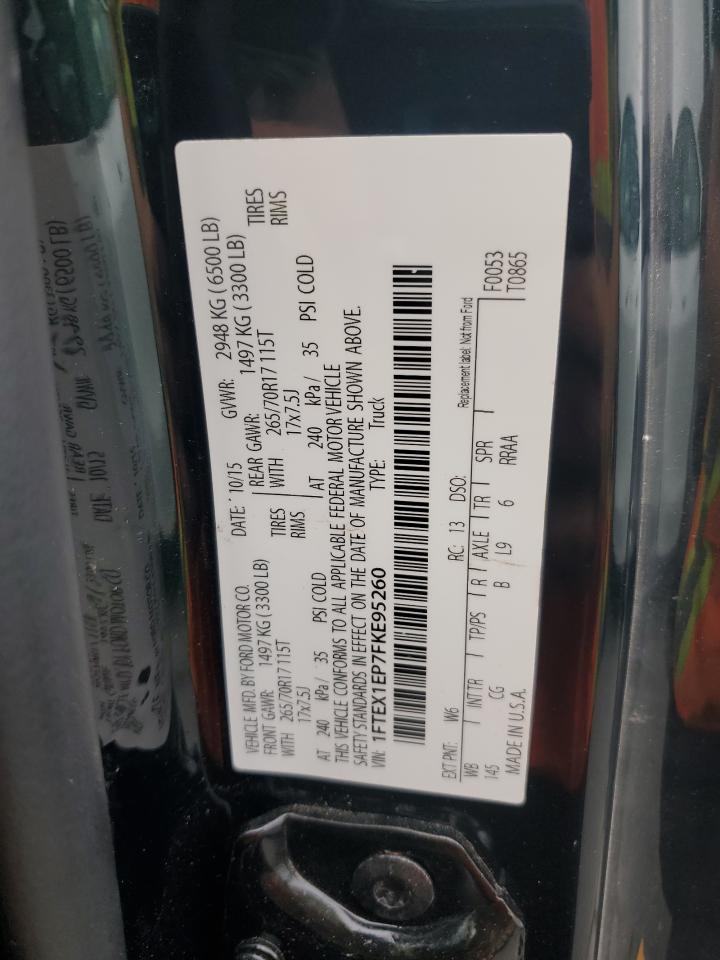 VEHICLE MFD. BY FORD MOTOR CO.
DATE: 10/15 GVWR: 2948 KG (6500 LB)
FRONT GAWR: 1497 KG (3300 LB)
REAR GAWR: 1497 KG (3300 LB)
WITH 265/70R17 115T TIRES
WITH 265/70R17 115T TIRES
17x7.5J RIMS
17x7.5J RIMS
AT 240 kPa/ 35 PSI COLD
AT 240 kPa/ 35 PSI COLD
THIS VEHICLE CONFORMS TO ALL APPLICABLE FEDERAL MOTOR VEHICLE
SAFETY STANDARDS IN EFFECT ON THE DATE OF MANUFACTURE SHOWN ABOVE.
VIN: 1FTEX1EP7FKE95260 TYPE: Truck
EXT PNT: W6 RC: 13 DSO: Replacement label: Not from Ford
WB INT TR TP/PS R AXLE TR SPR F0053
145 CG B L9 6 RRAA T0865
MADE IN U.S.A.